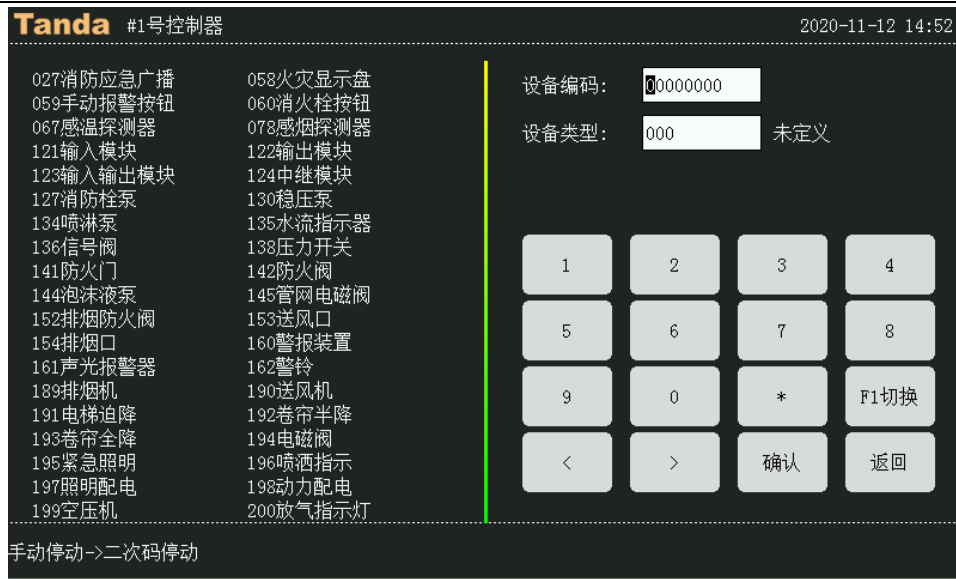 Tanda #1号控制器 2020-11-12 14:52
027消防应急广播 058火灾显示盘
059手动报警按钮 060消火栓按钮
067感温探测器 078感烟探测器
121输入模块 122输出模块
123输入输出模块 124中继模块
127消防栓泵 130稳压泵
134喷淋泵 135水流指示器
136信号阀 138压力开关
141防火门 142防火阀
144泡沫液泵 145管网电磁阀
152排烟防火阀 153送风口
154排烟口 160警报装置
161声光报警器 162警铃
189排烟机 190送风机
191电梯迫降 192卷帘半降
193卷帘全降 194电磁阀
195紧急照明 196喷洒指示
197照明配电 198动力配电
199空压机 200放气指示灯
设备编码: 00000000
设备类型: 000 未定义
1 2 3 4
5 6 7 8
9 0 * F1切换
< > 确认 返回
手动停动->二次码停动